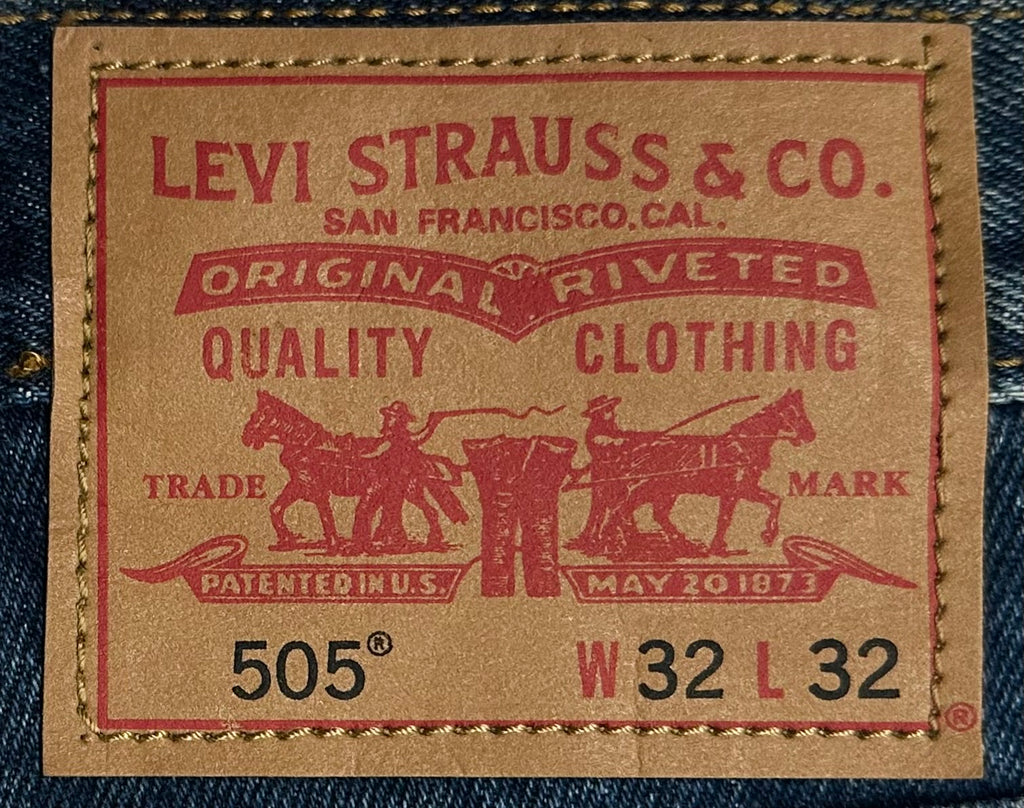 LEVI STRAUSS & CO.
SAN FRANCISCO. CAL.
ORIGINAL RIVETED
QUALITY CLOTHING
TRADE MARK
PATENTED IN U.S. MAY 20 1873
505® W 32 L 32
®